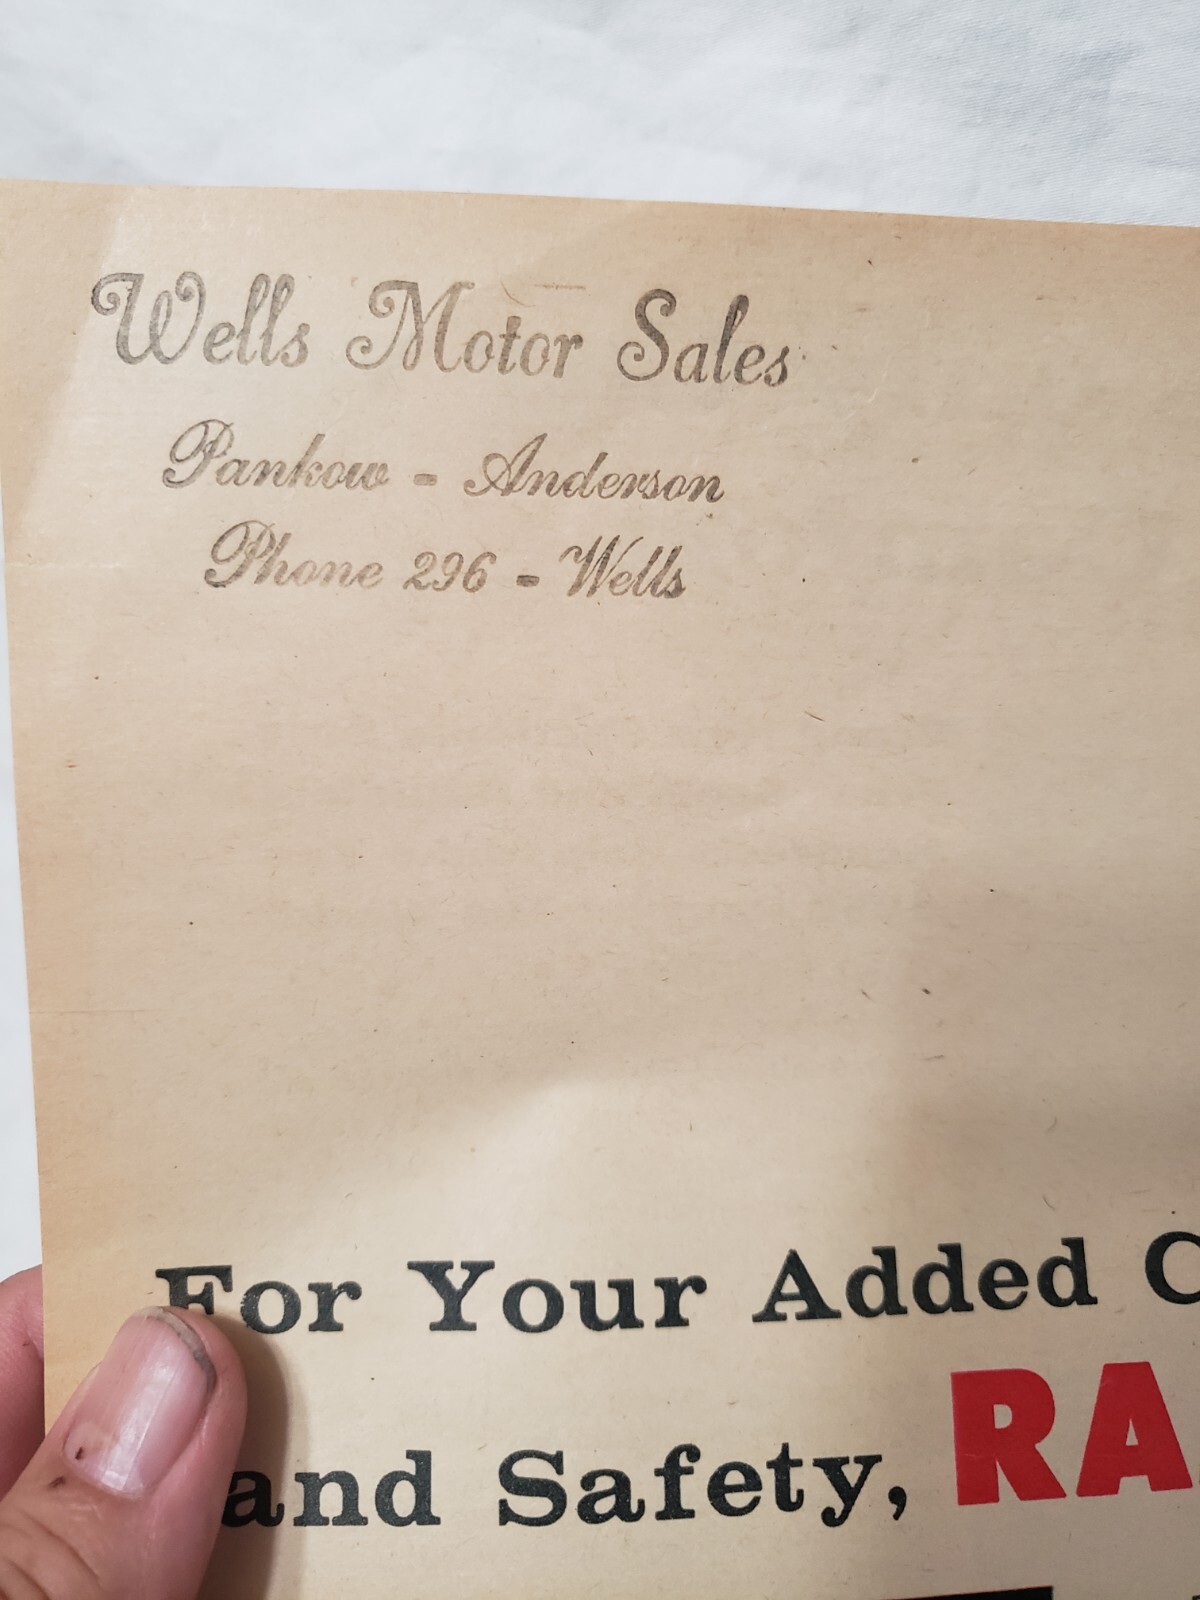 Wells Motor Sales
Pankow - Anderson
Phone 296 - Wells
For Your Added C
and Safety, RA